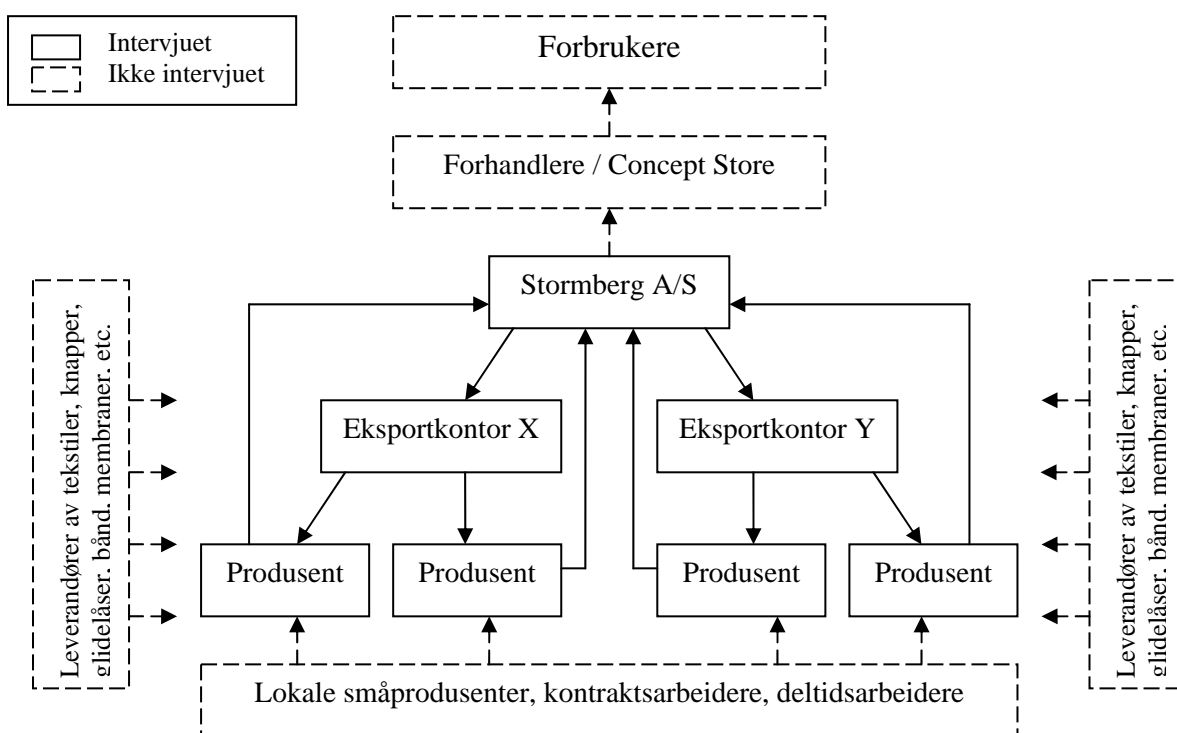 Intervjuet
Ikke intervjuet
Forbrukere
Forhandlere / Concept Store
Stormberg A/S
Leverandører av tekstiler, knapper,
glidelåser. bånd. membraner. etc.
Eksportkontor X
Eksportkontor Y
Leverandører av tekstiler, knapper,
glidelåser. bånd. membraner. etc.
Produsent
Produsent
Produsent
Produsent
Lokale småprodusenter, kontraktsarbeidere, deltidsarbeidere